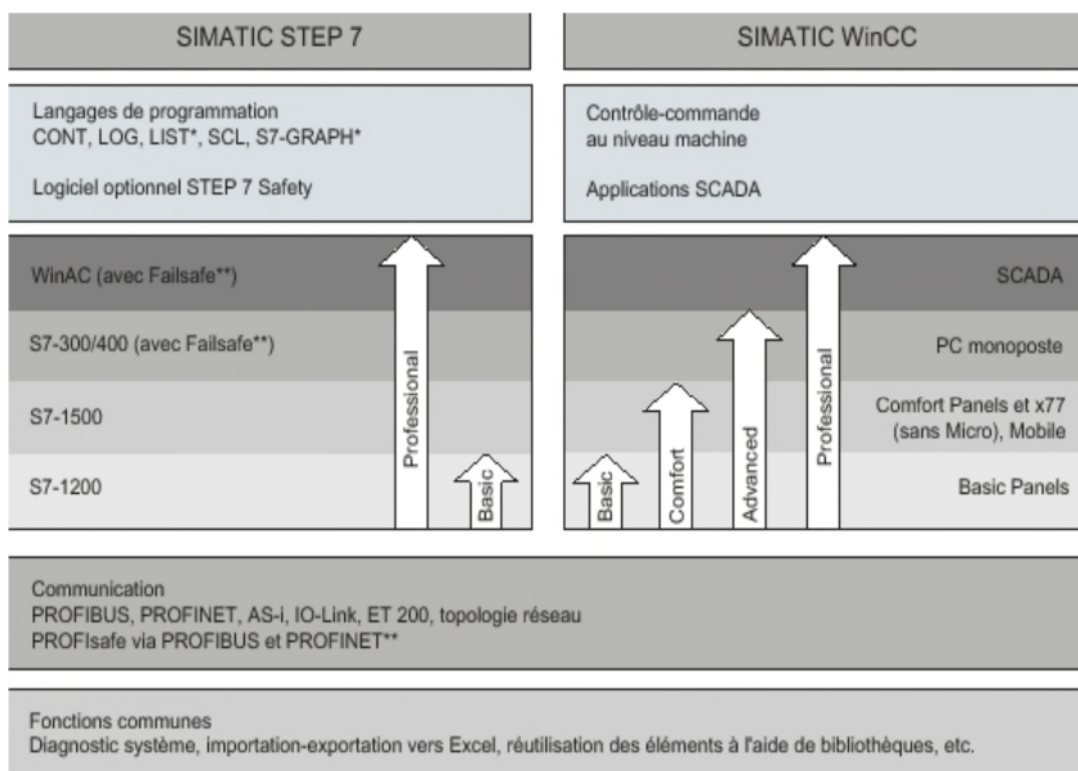 SIMATIC STEP 7
Langages de programmation
CONT, LOG, LIST*, SCL, S7-GRAPH*
Logiciel optionnel STEP 7 Safety
WinAC (avec Failsafe**)
S7-300/400 (avec Failsafe**)
S7-1500
S7-1200
Professional
Basic
SIMATIC WinCC
Contrôle-commande
au niveau machine
Applications SCADA
Basic
Comfort
Advanced
Professional
SCADA
PC monoposte
Comfort Panels et x77
(sans Micro), Mobile
Basic Panels
Communication
PROFIBUS, PROFINET, AS-i, IO-Link, ET 200, topologie réseau
PROFIsafe via PROFIBUS et PROFINET**
Fonctions communes
Diagnostic système, importation-exportation vers Excel, réutilisation des éléments à l'aide de bibliothèques, etc.